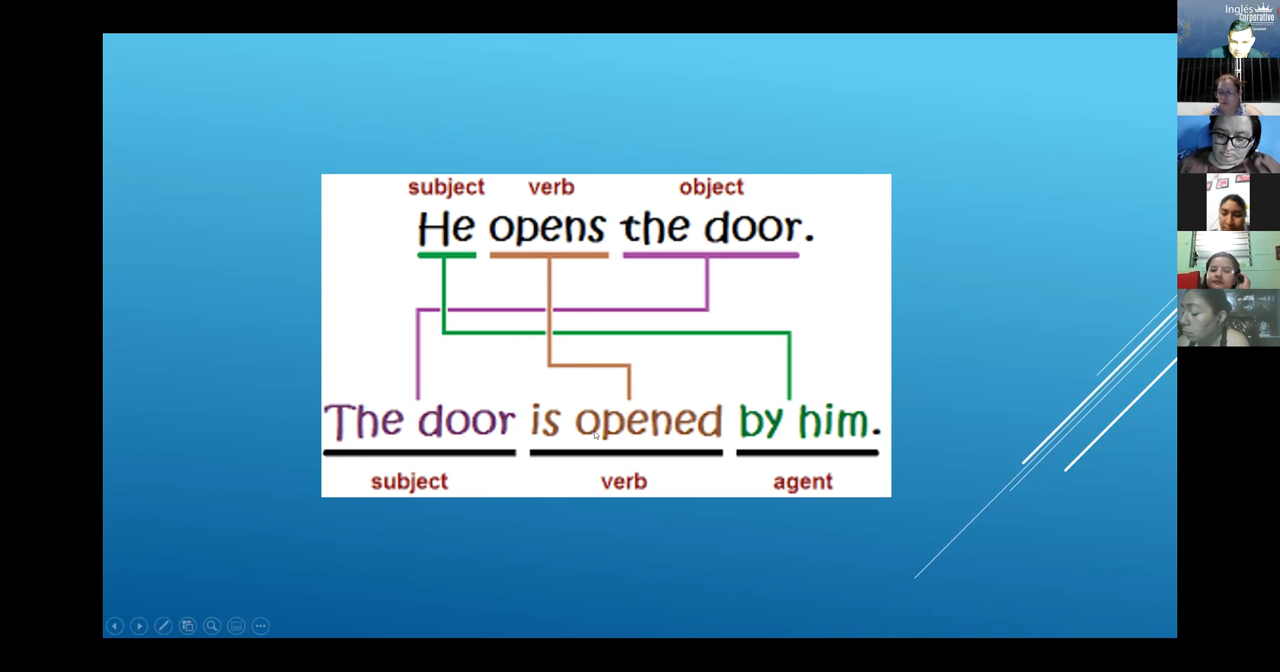 subject verb object
He opens the door.
The door is opened by him.
subject verb agent
Inglés
Corporativo